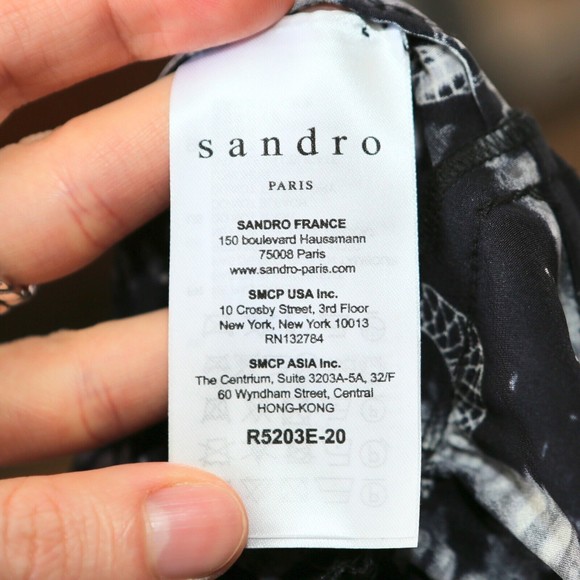 sandro
PARIS
SANDRO FRANCE
150 boulevard Haussmann
75008 Paris
www.sandro-paris.com
SMCP USA Inc.
10 Crosby Street, 3rd Floor
New York, New York 10013
RN132784
SMCP ASIA Inc.
The Centrium, Suite 3203A-5A, 32/F
60 Wyndham Street, Central
HONG-KONG
R5203E-20